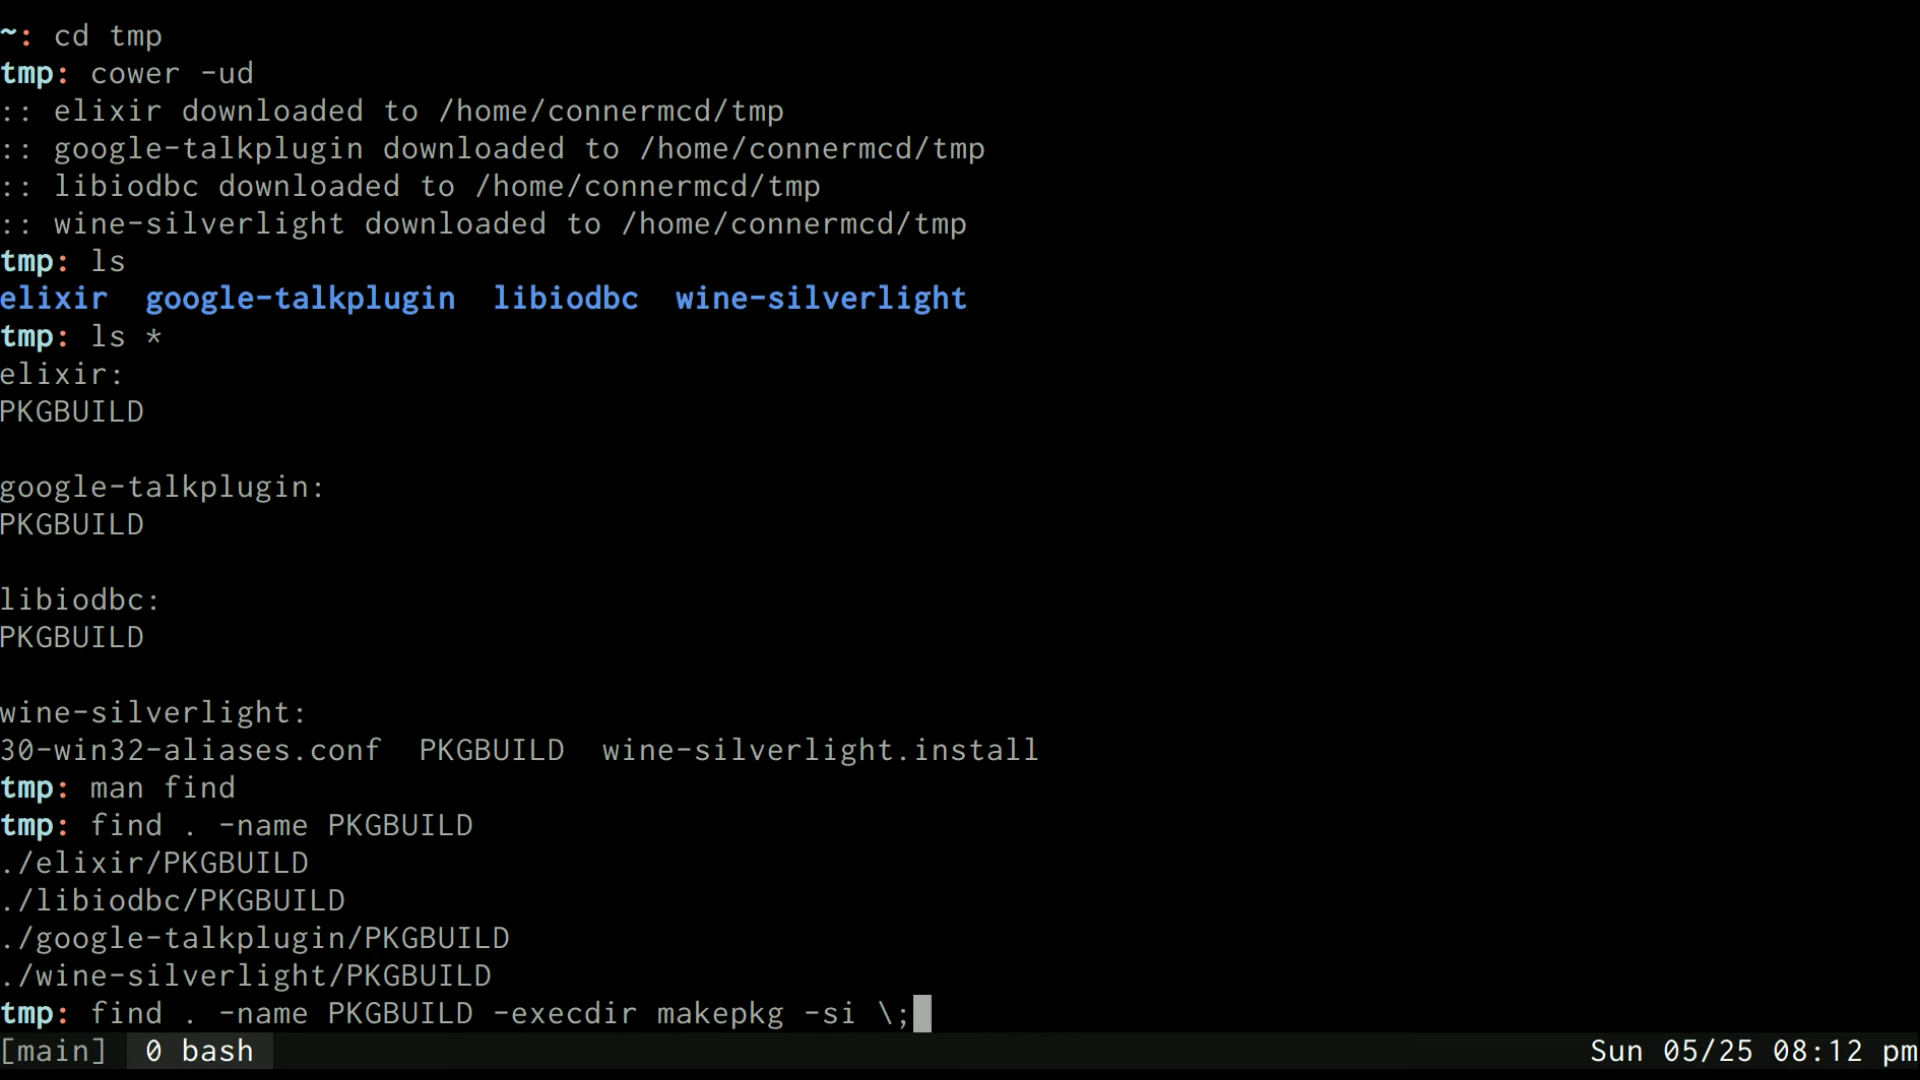 ~: cd tmp
tmp: cower -ud
:: elixir downloaded to /home/connermcd/tmp
:: google-talkplugin downloaded to /home/connermcd/tmp
:: libiodbc downloaded to /home/connermcd/tmp
:: wine-silverlight downloaded to /home/connermcd/tmp
tmp: ls
elixir  google-talkplugin  libiodbc  wine-silverlight
tmp: ls *
elixir:
PKGBUILD
google-talkplugin:
PKGBUILD
libiodbc:
PKGBUILD
wine-silverlight:
30-win32-aliases.conf  PKGBUILD  wine-silverlight.install
tmp: man find
tmp: find . -name PKGBUILD
./elixir/PKGBUILD
./libiodbc/PKGBUILD
./google-talkplugin/PKGBUILD
./wine-silverlight/PKGBUILD
tmp: find . -name PKGBUILD -execdir makepkg -si \;
[main]  0 bash  Sun 05/25 08:12 pm